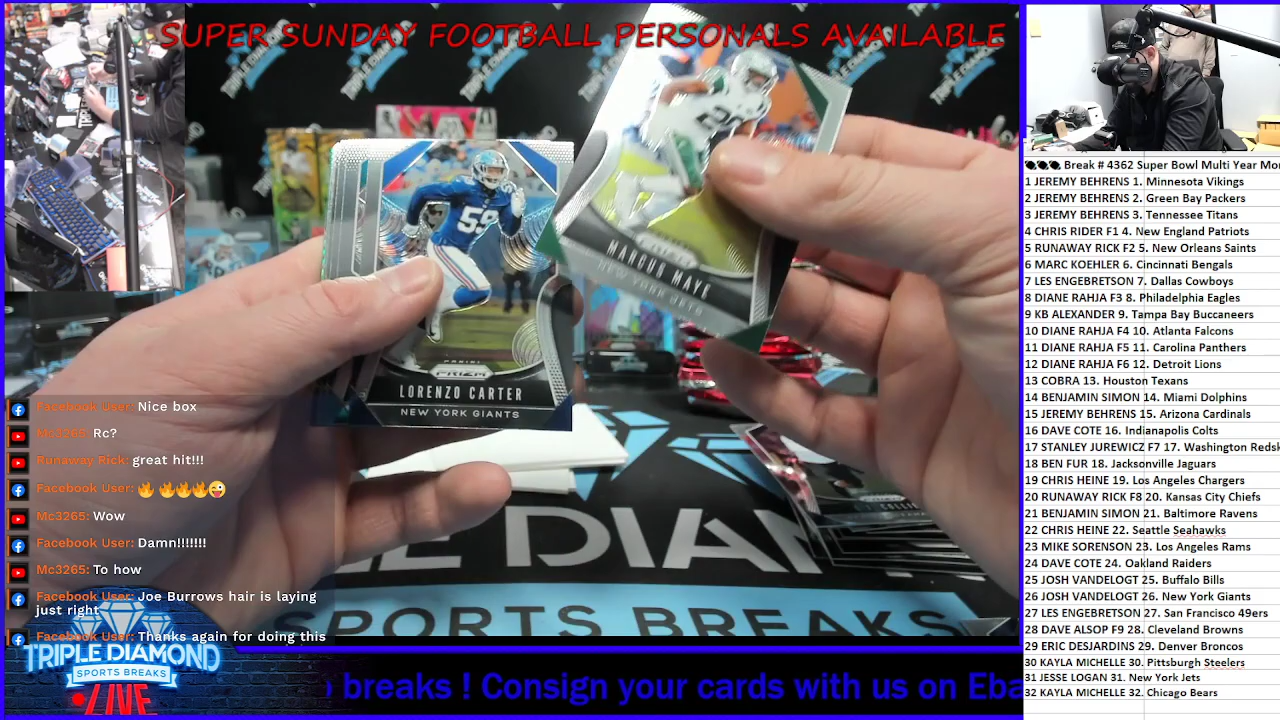 SUPER SUNDAY FOOTBALL PERSONALS AVAILABLE
MARCUS MAYE
NEW YORK JETS
PANINI
PRIZM
LORENZO CARTER
NEW YORK GIANTS
59
Facebook User: Nice box
Mc3265: Rc?
Runaway Rick: great hit!!!
Facebook User: 🔥 🔥🔥🔥😜
Mc3265: Wow
Facebook User: Damn!!!!!!!
Mc3265: To how
Facebook User: Joe Burrows hair is laying
just right
Facebook User: Thanks again for doing this
TRIPLE DIAMOND
SPORTS BREAKS
LIVE
LE DIAM
SPORTS BREAKS
breaks ! Consign your cards with us on Eba
Break # 4362 Super Bowl Multi Year Mo
1 JEREMY BEHRENS 1. Minnesota Vikings
2 JEREMY BEHRENS 2. Green Bay Packers
3 JEREMY BEHRENS 3. Tennessee Titans
4 CHRIS RIDER F1 4. New England Patriots
5 RUNAWAY RICK F2 5. New Orleans Saints
6 MARC KOEHLER 6. Cincinnati Bengals
7 LES ENGEBRETSON 7. Dallas Cowboys
8 DIANE RAHJA F3 8. Philadelphia Eagles
9 KB ALEXANDER 9. Tampa Bay Buccaneers
10 DIANE RAHJA F4 10. Atlanta Falcons
11 DIANE RAHJA F5 11. Carolina Panthers
12 DIANE RAHJA F6 12. Detroit Lions
13 COBRA 13. Houston Texans
14 BENJAMIN SIMON 14. Miami Dolphins
15 JEREMY BEHRENS 15. Arizona Cardinals
16 DAVE COTE 16. Indianapolis Colts
17 STANLEY JUREWICZ F7 17. Washington Redsk
18 BEN FUR 18. Jacksonville Jaguars
19 CHRIS HEINE 19. Los Angeles Chargers
20 RUNAWAY RICK F8 20. Kansas City Chiefs
21 BENJAMIN SIMON 21. Baltimore Ravens
22 CHRIS HEINE 22. Seattle Seahawks
23 MIKE SORENSON 23. Los Angeles Rams
24 DAVE COTE 24. Oakland Raiders
25 JOSH VANDELOGT 25. Buffalo Bills
26 JOSH VANDELOGT 26. New York Giants
27 LES ENGEBRETSON 27. San Francisco 49ers
28 DAVE ALSOP F9 28. Cleveland Browns
29 BEN FUR 29. Denver Broncos
30 KAYLA MICHELLE 30. Pittsburgh Steelers
31 JESSE LOGAN 31. New York Jets
32 KAYLA MICHELLE 32. Chicago Bears